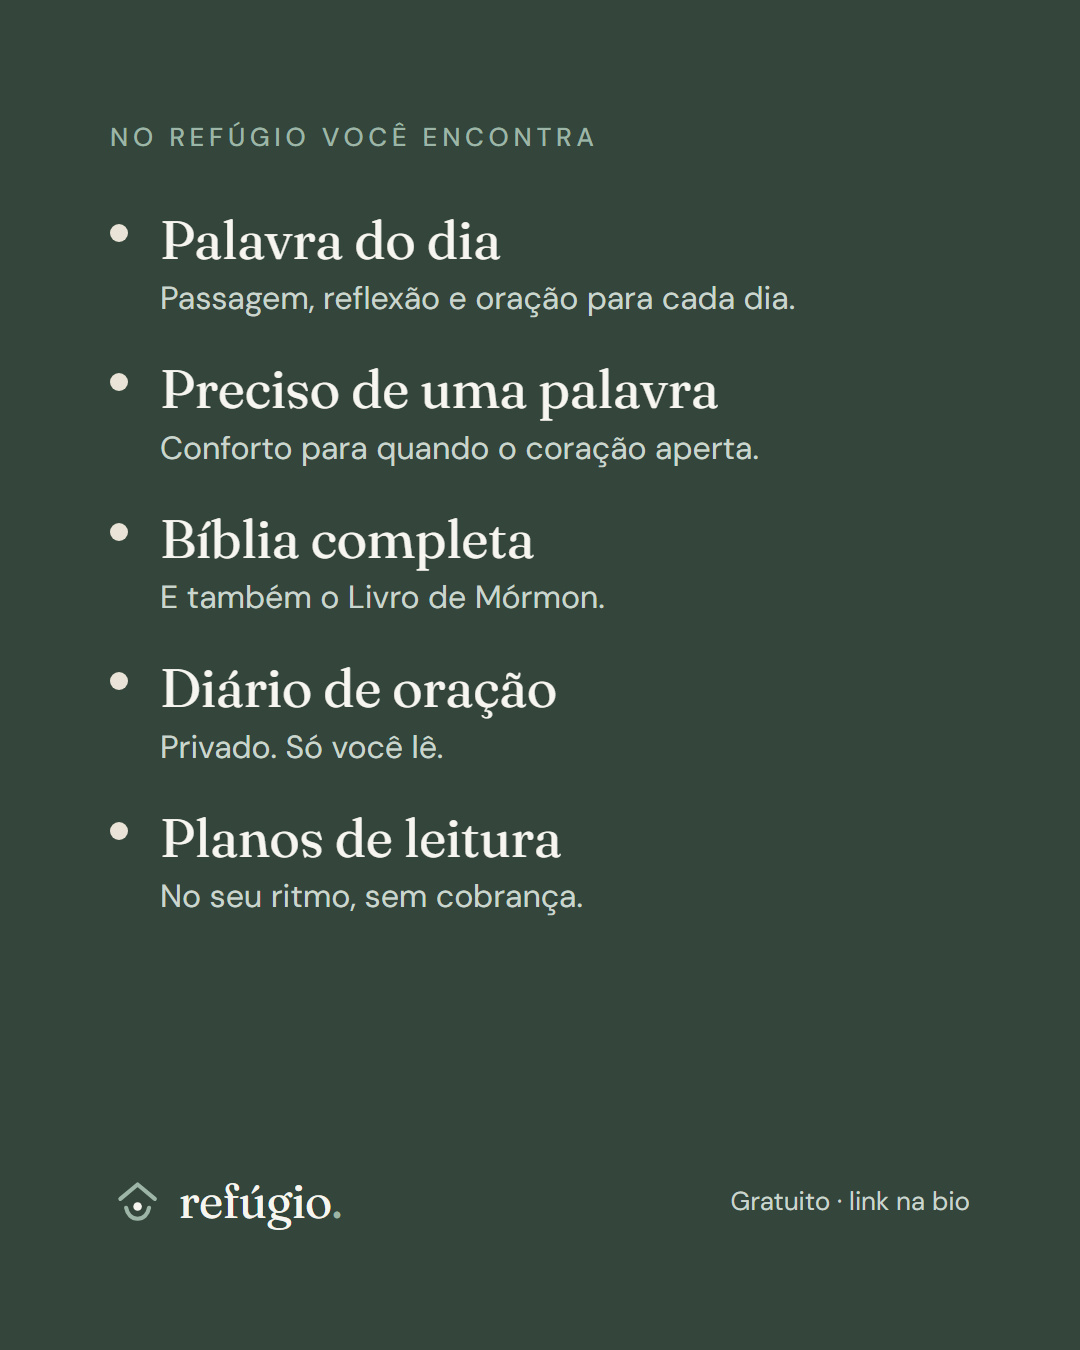 NO REFÚGIO VOCÊ ENCONTRA
Palavra do dia
Passagem, reflexão e oração para cada dia.
Preciso de uma palavra
Conforto para quando o coração aperta.
Bíblia completa
E também o Livro de Mórmon.
Diário de oração
Privado. Só você lê.
Planos de leitura
No seu ritmo, sem cobrança.
refúgio.
Gratuito · link na bio